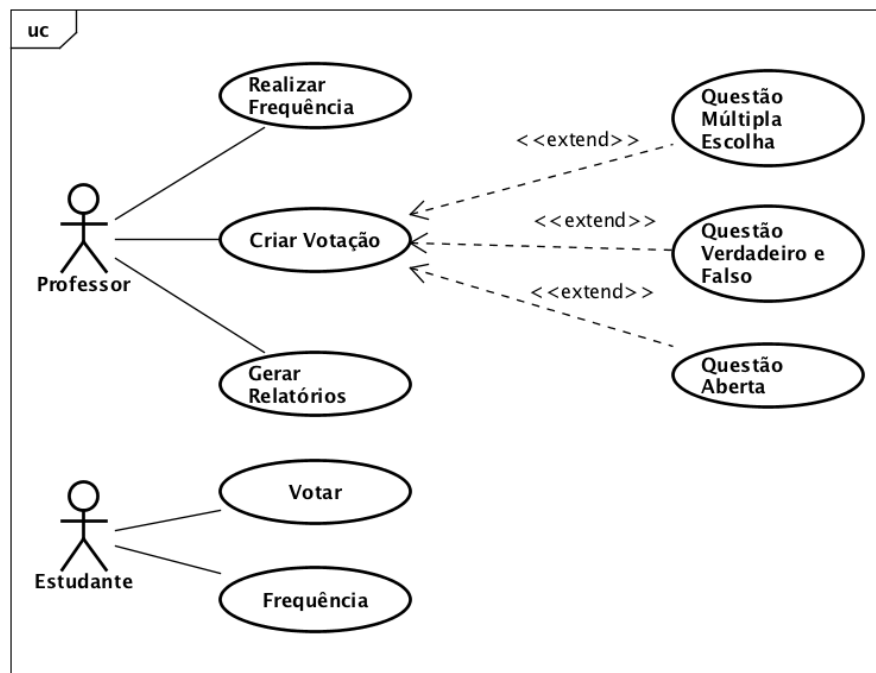 uc
Realizar
Frequência
Questão
Múltipla
Escolha
<<extend>>
Professor
Criar Votação
<<extend>>
Questão
Verdadeiro e
Falso
<<extend>>
Gerar
Relatórios
Questão
Aberta
Estudante
Votar
Frequência